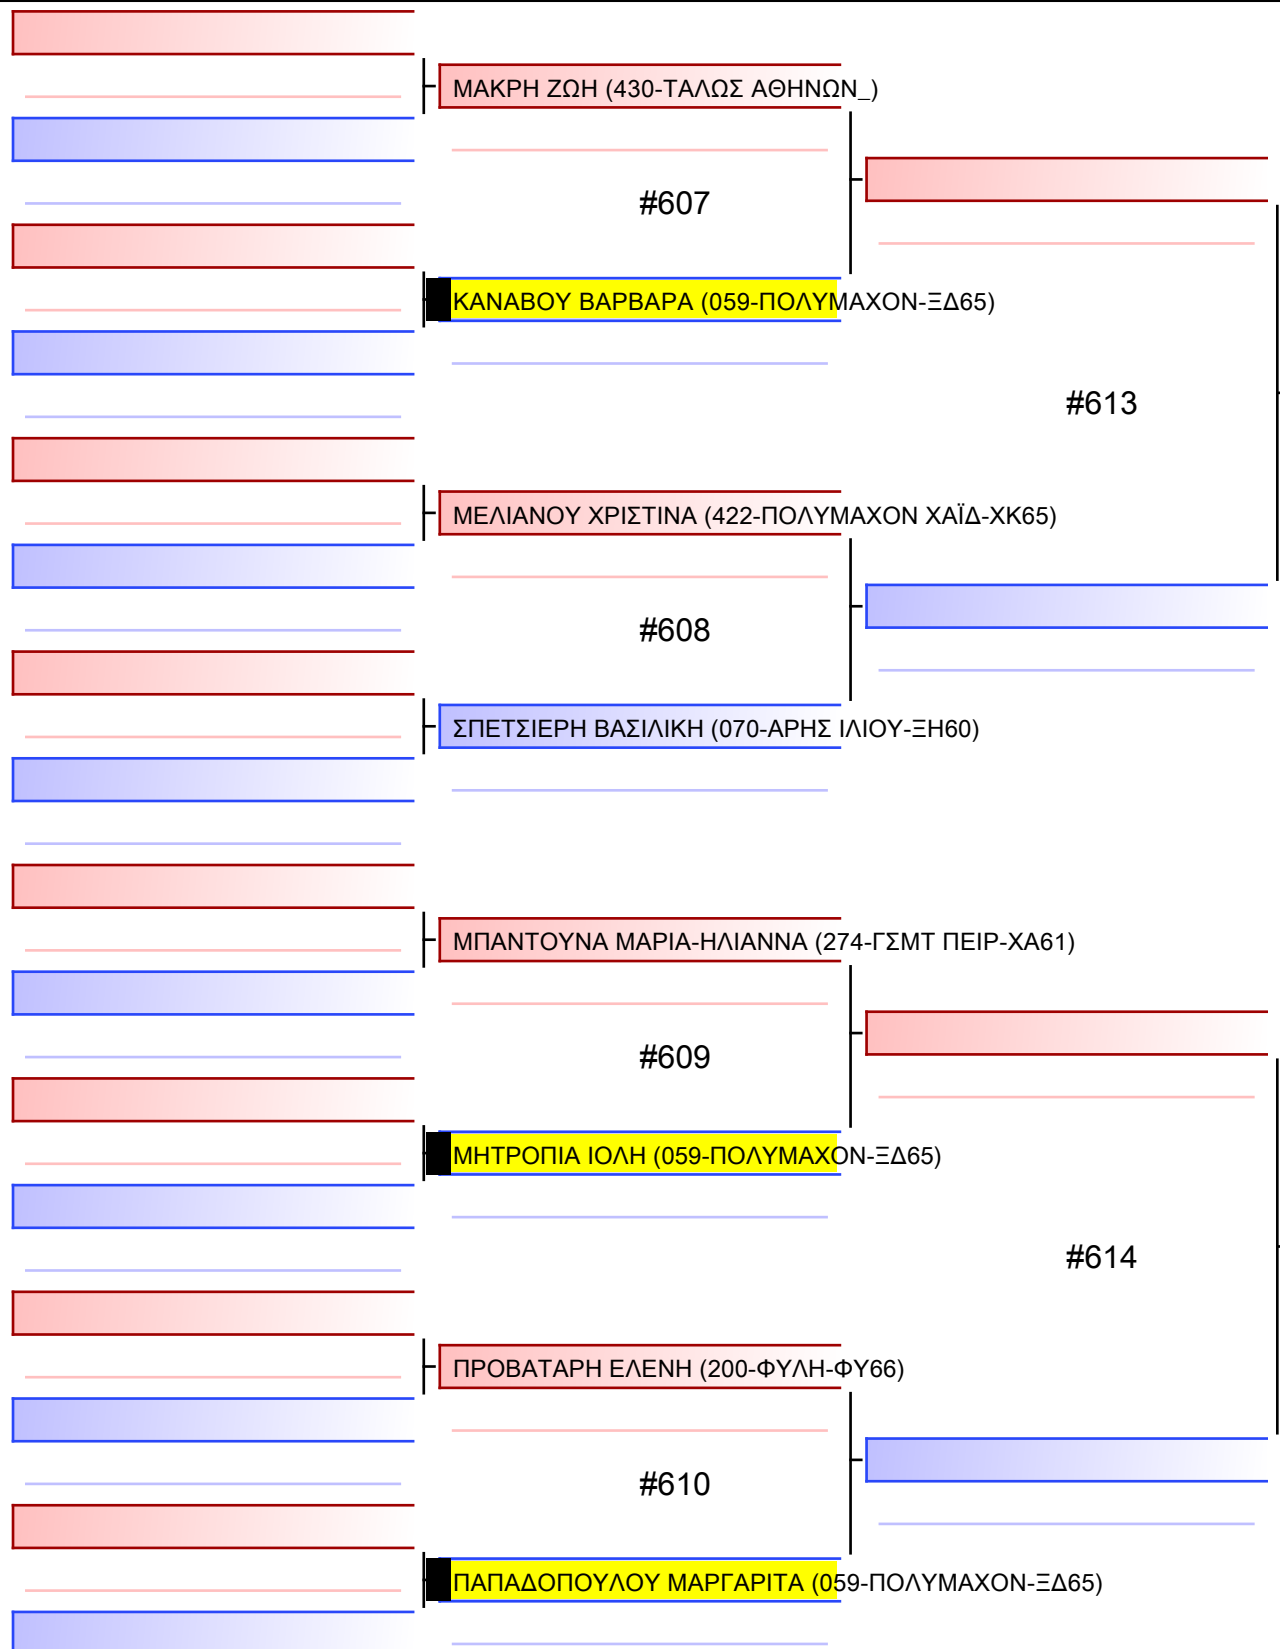 ΜΑΚΡΗ ΖΩΗ (430-ΤΑΛΩΣ ΑΘΗΝΩΝ_)
#607
ΚΑΝΑΒΟΥ ΒΑΡΒΑΡΑ (059-ΠΟΛΥΜΑΧΟΝ-ΞΔ65)
#613
ΜΕΛΙΑΝΟΥ ΧΡΙΣΤΙΝΑ (422-ΠΟΛΥΜΑΧΟΝ ΧΑΪΔ-ΧΚ65)
#608
ΣΠΕΤΣΙΕΡΗ ΒΑΣΙΛΙΚΗ (070-ΑΡΗΣ ΙΛΙΟΥ-ΞΗ60)
ΜΠΑΝΤΟΥΝΑ ΜΑΡΙΑ-ΗΛΙΑΝΝΑ (274-ΓΣΜΤ ΠΕΙΡ-ΧΑ61)
#609
ΜΗΤΡΟΠΙΑ ΙΟΛΗ (059-ΠΟΛΥΜΑΧΟΝ-ΞΔ65)
#614
ΠΡΟΒΑΤΑΡΗ ΕΛΕΝΗ (200-ΦΥΛΗ-ΦΥ66)
#610
ΠΑΠΑΔΟΠΟΥΛΟΥ ΜΑΡΓΑΡΙΤΑ (059-ΠΟΛΥΜΑΧΟΝ-ΞΔ65)